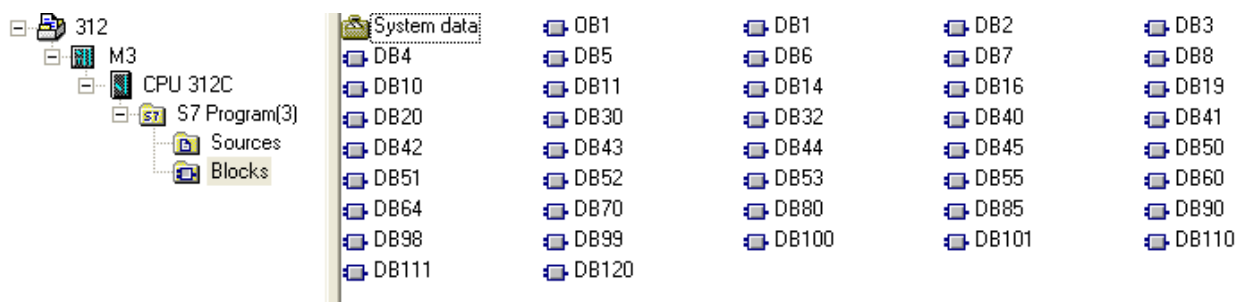 312
M3
CPU 312C
S7 Program(3)
Sources
Blocks
System data OB1 DB1 DB2 DB3
DB4 DB5 DB6 DB7 DB8
DB10 DB11 DB14 DB16 DB19
DB20 DB30 DB32 DB40 DB41
DB42 DB43 DB44 DB45 DB50
DB51 DB52 DB53 DB55 DB60
DB64 DB70 DB80 DB85 DB90
DB98 DB99 DB100 DB101 DB110
DB111 DB120